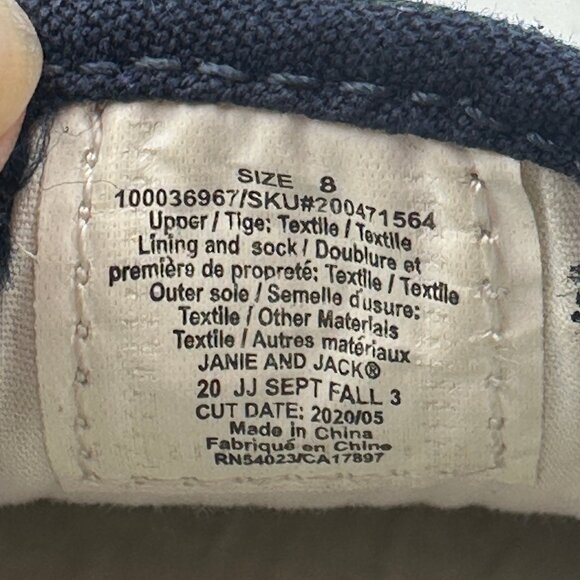 SIZE 8
100036967/SKU#200471564
Upper / Tige: Textile / Textile
Lining and sock / Doublure et
première de propreté: Textile / Textile
Outer sole / Semelle d'usure:
Textile / Other Materials
Textile / Autres matériaux
JANIE AND JACK®
20 JJ SEPT FALL 3
CUT DATE: 2020/05
Made in China
Fabriqué en Chine
RN54023/CA17897